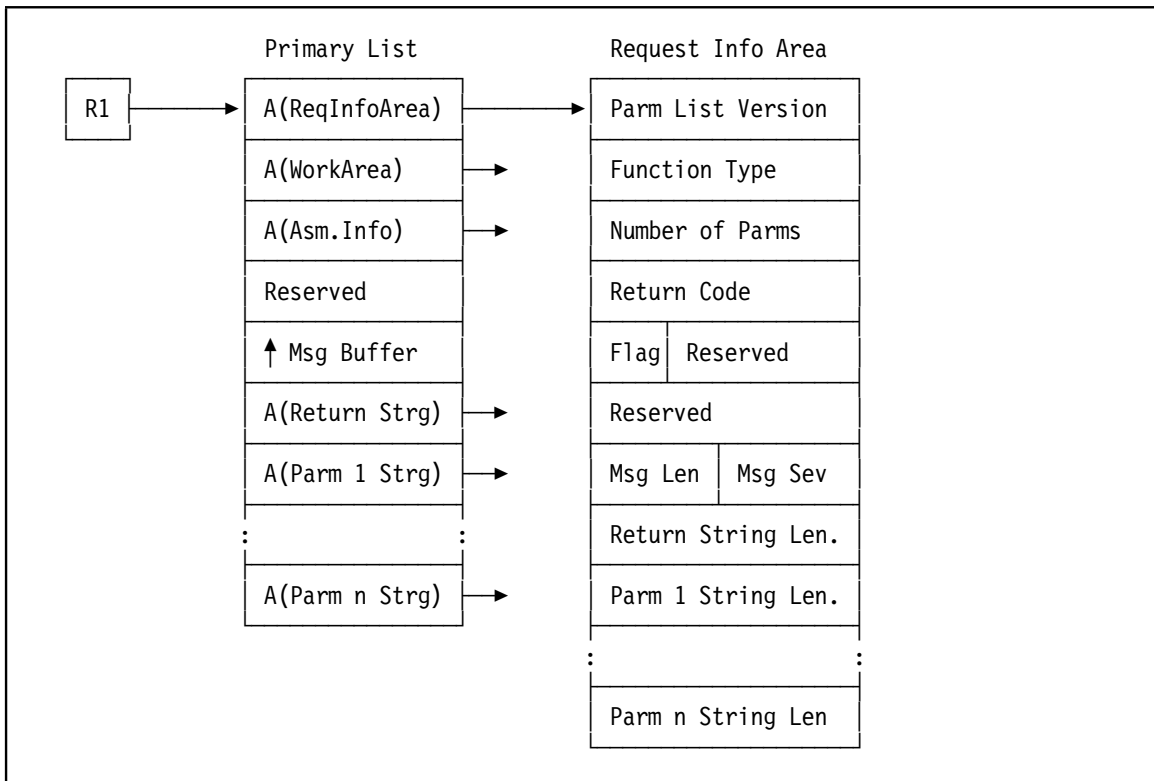 Primary List
Request Info Area
R1
A(ReqInfoArea)
Parm List Version
A(WorkArea)
Function Type
A(Asm.Info)
Number of Parms
Reserved
Return Code
Msg Buffer
Flag
Reserved
A(Return Strg)
Reserved
A(Parm 1 Strg)
Msg Len
Msg Sev
:
:
Return String Len.
A(Parm n Strg)
Parm 1 String Len.
:
:
Parm n String Len